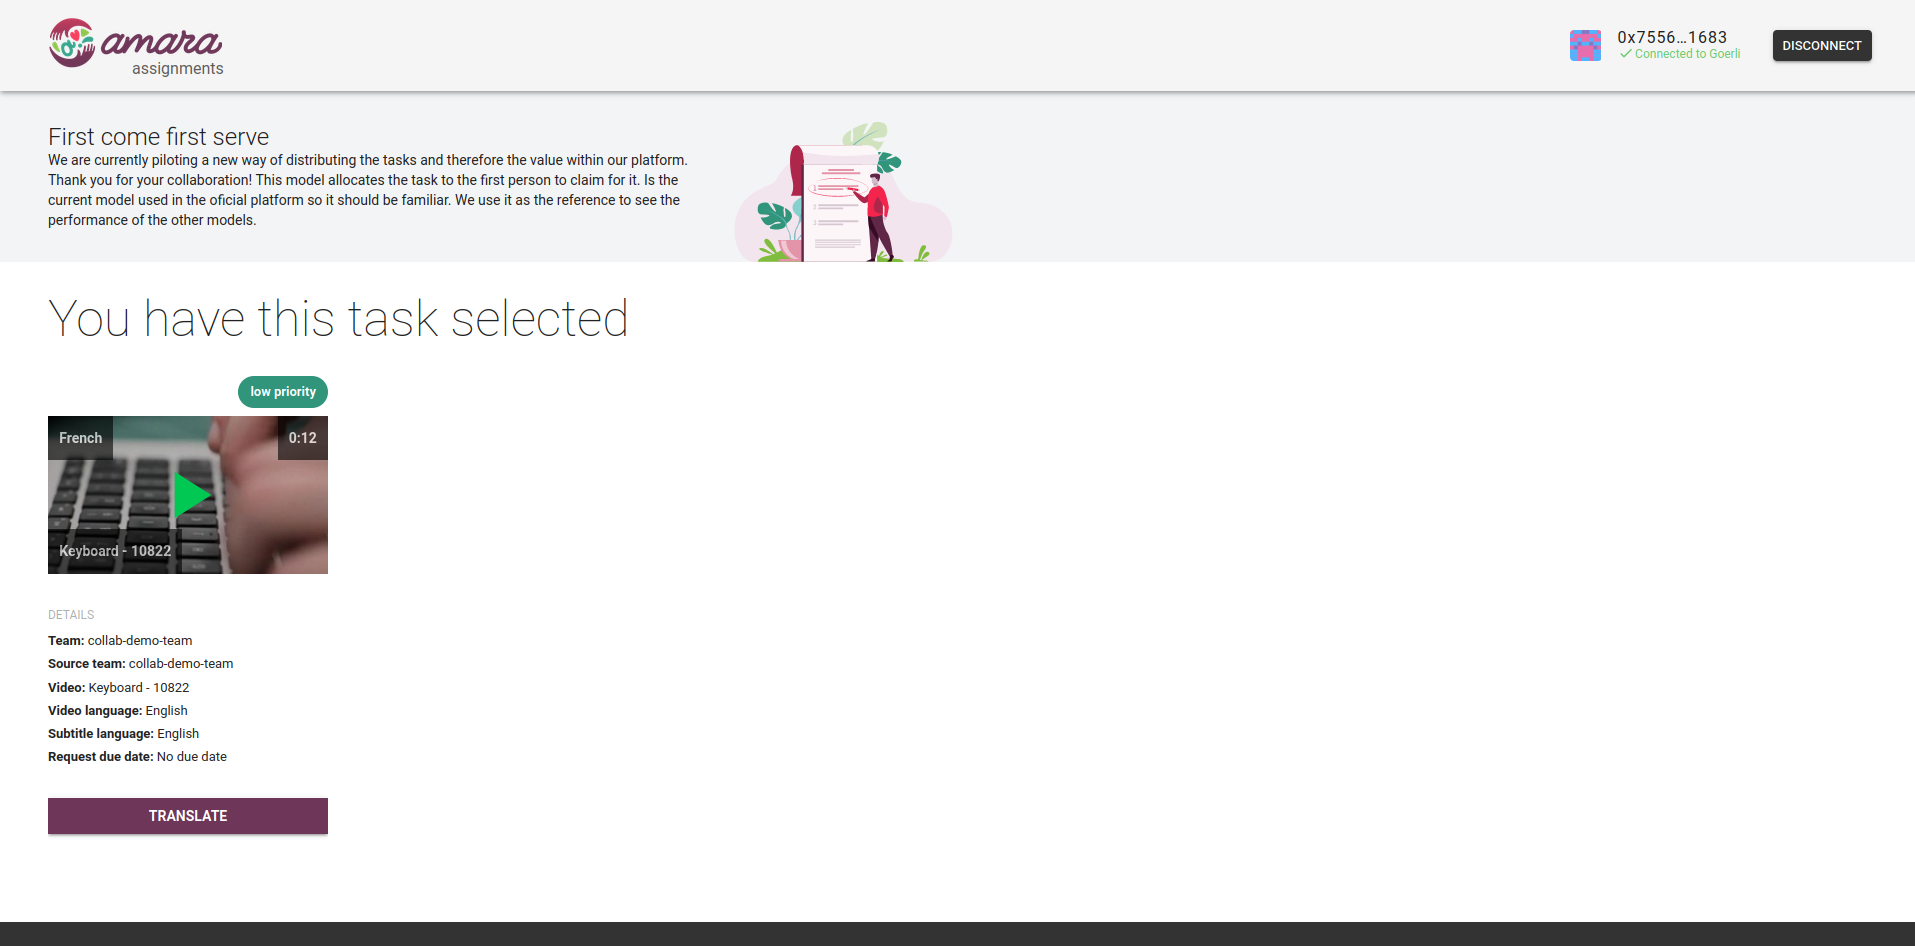 amara
assignments
0x7556...1683
Connected to Goerli
DISCONNECT
First come first serve
We are currently piloting a new way of distributing the tasks and therefore the value within our platform.
Thank you for your collaboration! This model allocates the task to the first person to claim for it. Is the
current model used in the oficial platform so it should be familiar. We use it as the reference to see the
performance of the other models.
You have this task selected
low priority
French
0:12
Keyboard - 10822
DETAILS
Team: collab-demo-team
Source team: collab-demo-team
Video: Keyboard - 10822
Video language: English
Subtitle language: English
Request due date: No due date
TRANSLATE